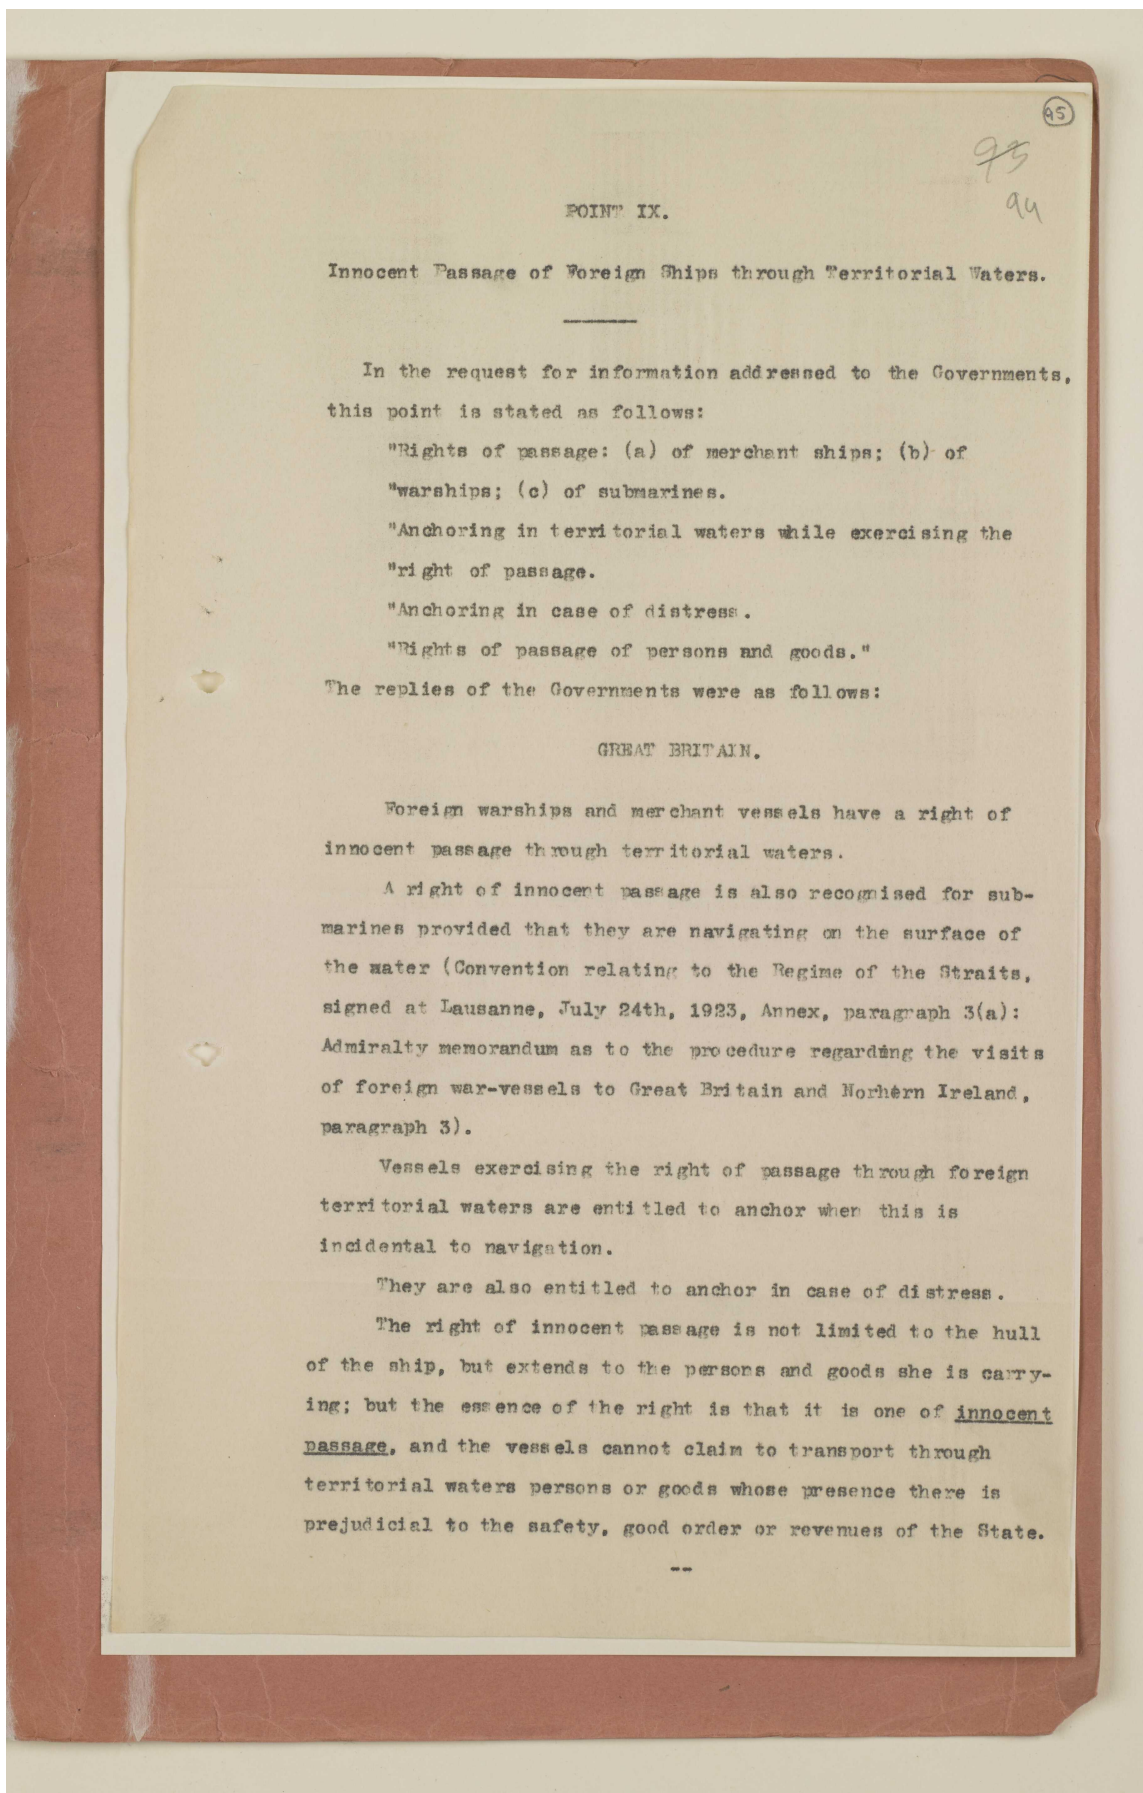 95
95
94
POINT IX.
Innocent Passage of Foreign Ships through Territorial Waters.
In the request for information addressed to the Governments,
this point is stated as follows:
"Rights of passage: (a) of merchant ships; (b) of
"warships; (c) of submarines.
"Anchoring in territorial waters while exercising the
"right of passage.
"Anchoring in case of distress.
"Rights of passage of persons and goods."
The replies of the Governments were as follows:
GREAT BRITAIN.
Foreign warships and merchant vessels have a right of
innocent passage through territorial waters.
A right of innocent passage is also recognised for sub-
marines provided that they are navigating on the surface of
the water (Convention relating to the Regime of the Straits,
signed at Lausanne, July 24th, 1923, Annex, paragraph 3(a):
Admiralty memorandum as to the procedure regarding the visits
of foreign war-vessels to Great Britain and Norhern Ireland,
paragraph 3).
Vessels exercising the right of passage through foreign
territorial waters are entitled to anchor when this is
incidental to navigation.
They are also entitled to anchor in case of distress.
The right of innocent passage is not limited to the hull
of the ship, but extends to the persons and goods she is carry-
ing; but the essence of the right is that it is one of innocent
passage, and the vessels cannot claim to transport through
territorial waters persons or goods whose presence there is
prejudicial to the safety, good order or revenues of the State.
--